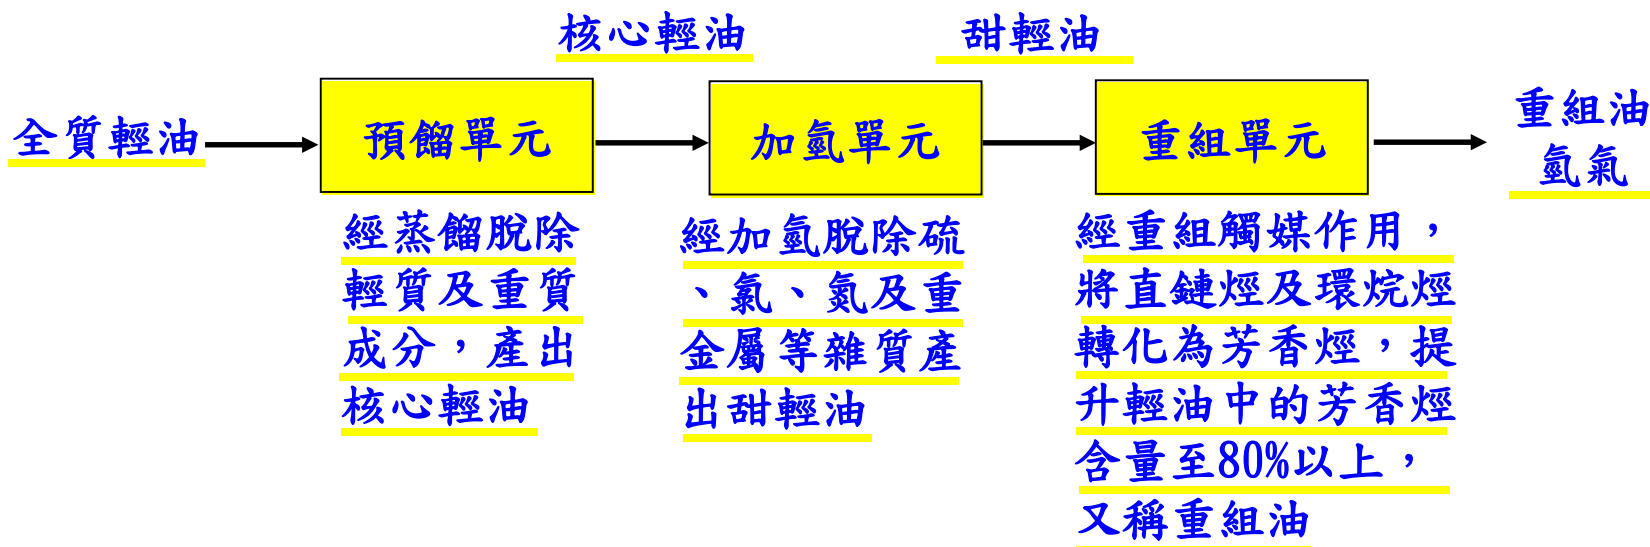 核心輕油
甜輕油
全質輕油
預餾單元
加氫單元
重組單元
重組油
氫氣
經蒸餾脫除
輕質及重質
成分，產出
核心輕油
經加氫脫除硫
、氯、氮及重
金屬等雜質產
出甜輕油
經重組觸媒作用，
將直鏈烴及環烷烴
轉化為芳香烴，提
升輕油中的芳香烴
含量至80%以上，
又稱重組油